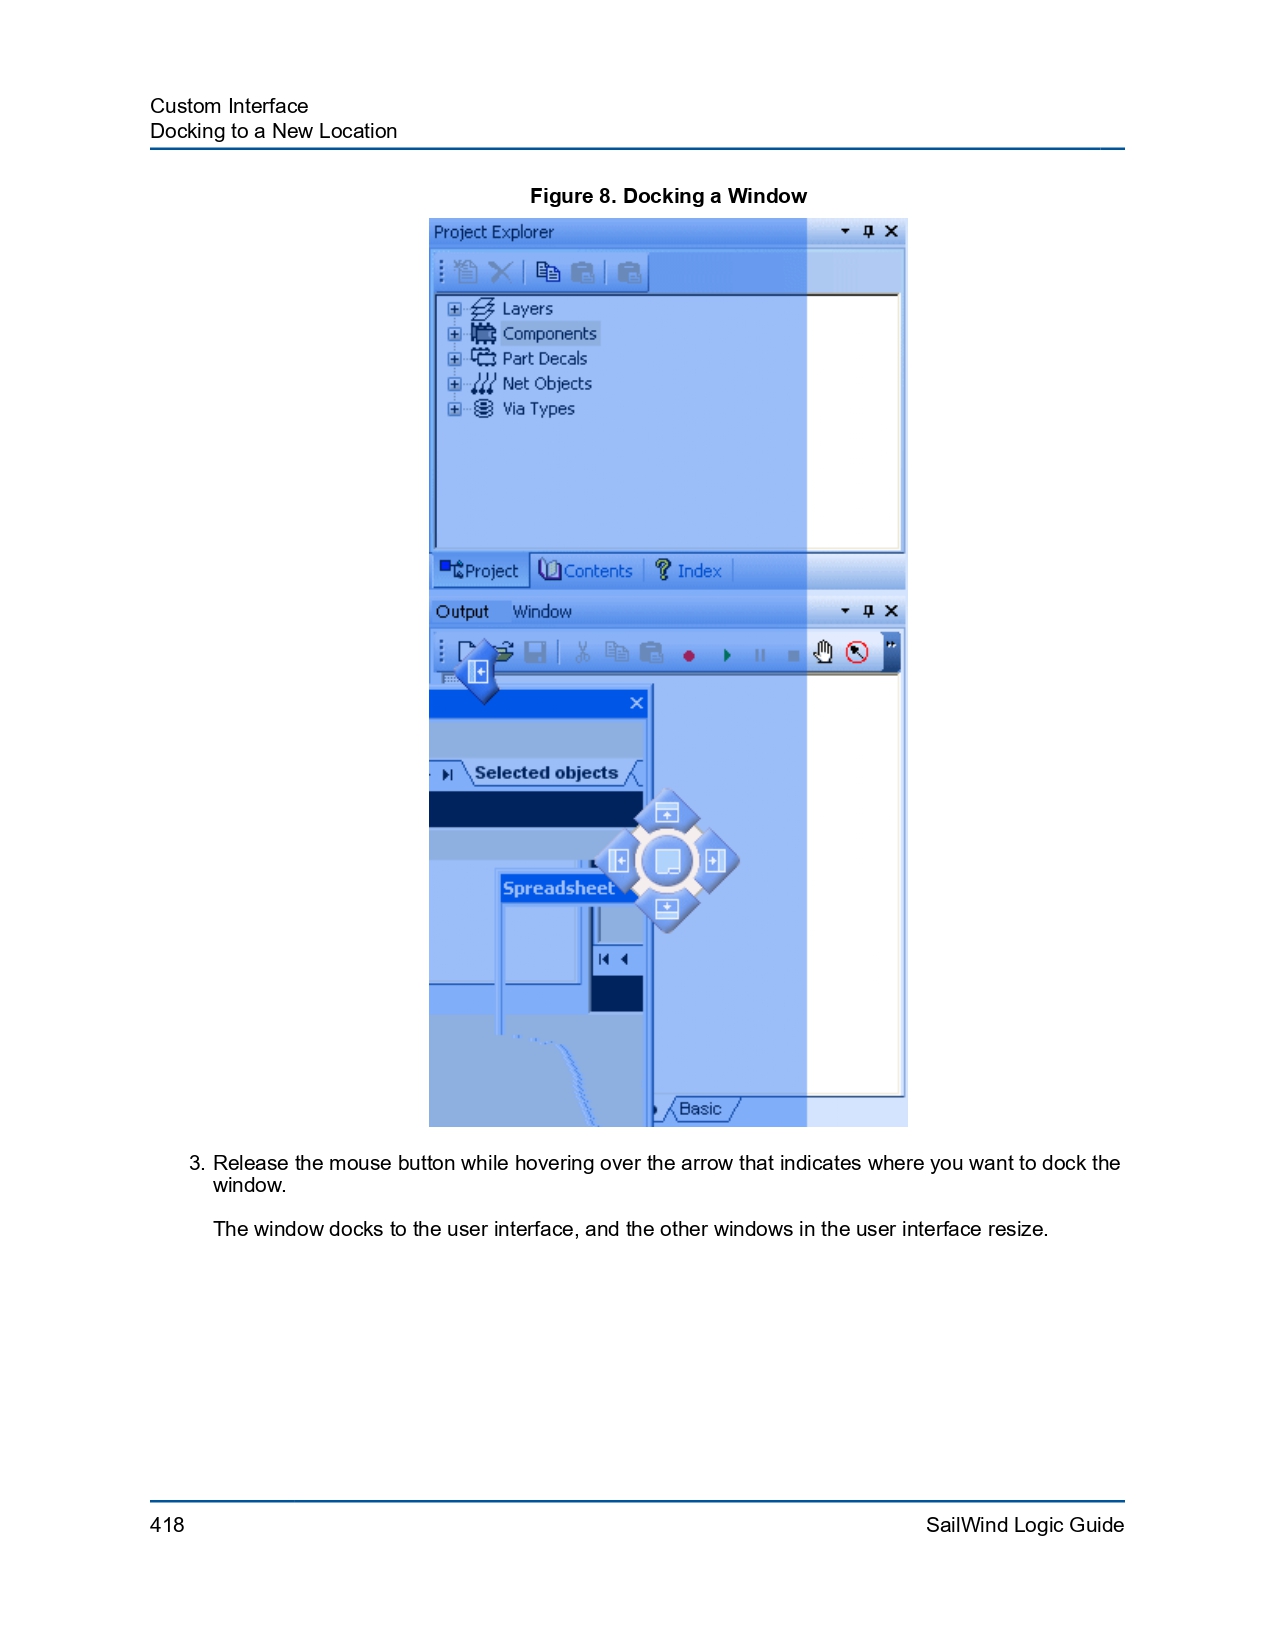 Custom Interface
Docking to a New Location
Figure 8. Docking a Window
Project Explorer
Layers
Components
Part Decals
Net Objects
Via Types
Project Contents Index
Output Window
Selected objects
Spreadsheet
Basic
3. Release the mouse button while hovering over the arrow that indicates where you want to dock the
window.
The window docks to the user interface, and the other windows in the user interface resize.
418 SailWind Logic Guide